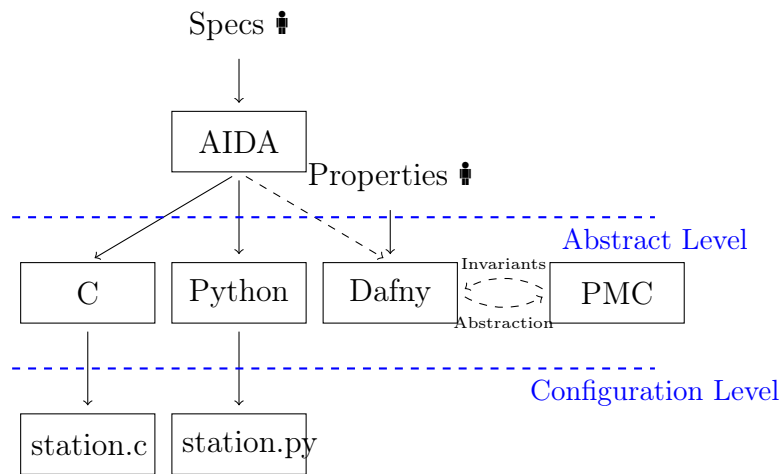 Specs
AIDA
Properties
Abstract Level
C
Python
Dafny
Invariants
Abstraction
PMC
Configuration Level
station.c
station.py